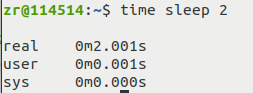 zr@114514:~$ time sleep 2
real 0m2.001s
user 0m0.001s
sys 0m0.000s